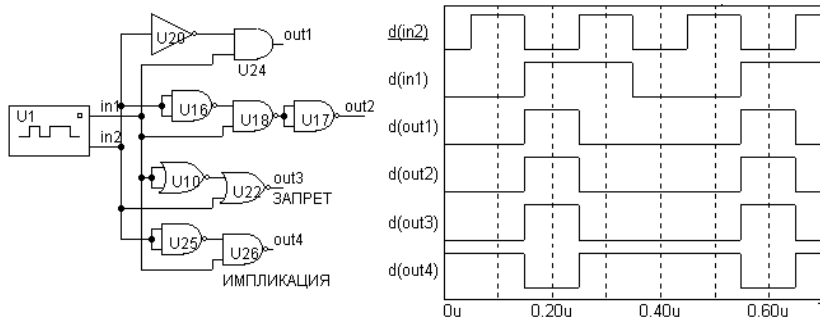 U20
out1
U24
U1
in1
in2
U16
U18
U17
out2
U10
U22
out3
ЗАПРЕТ
U25
U26
out4
ИМПЛИКАЦИЯ
d(in2)
d(in1)
d(out1)
d(out2)
d(out3)
d(out4)
0u 0.20u 0.40u 0.60u